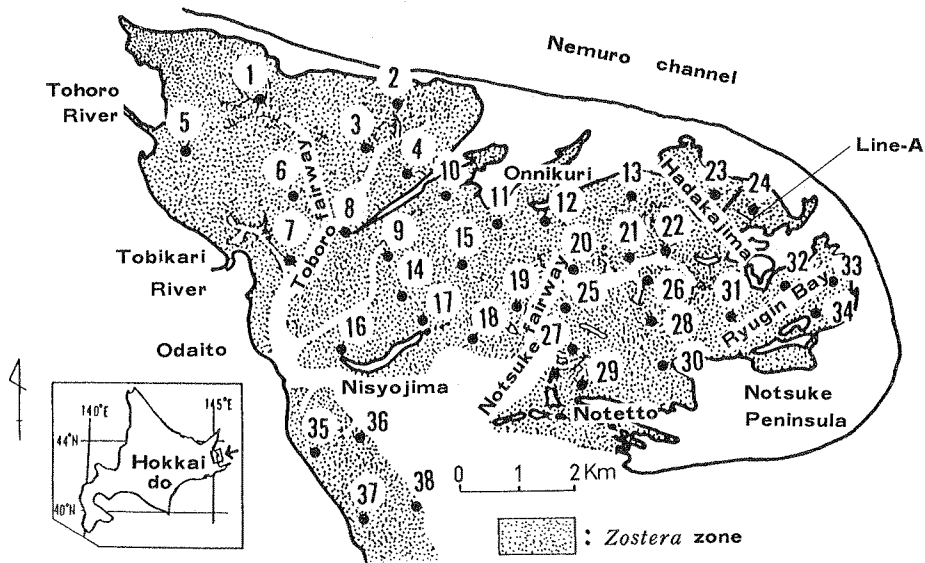 Nemuro channel
Tohoro
River
1
2
3
4
5
6
7
8
9
10
11
12
13
14
15
16
17
18
19
20
21
22
23
24
25
26
27
28
29
30
31
32
33
34
35
36
37
38
Line-A
Onnikuri
Hadakajima
Tohoro fairway
Tobikari
River
Ryugin Bay
Notsuke fairway
Odaito
Nisyojima
Notetto
Notsuke
Peninsula
140°E
145°E
44°N
Hokkai
do
40°N
0 1 2 Km
: Zostera zone